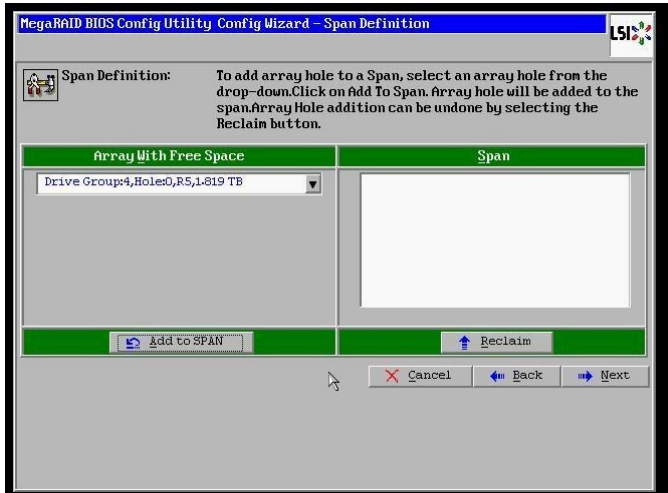 MegaRAID BIOS Config Utility Config Wizard – Span Definition
LSI
Span Definition:
To add array hole to a Span, select an array hole from the
drop-down.Click on Add To Span. Array hole will be added to the
span.Array Hole addition can be undone by selecting the
Reclaim button.
Array With Free Space
Span
Drive Group:4,Hole:0,R5,1.819 TB
Add to SPAN
Reclaim
Cancel
Back
Next